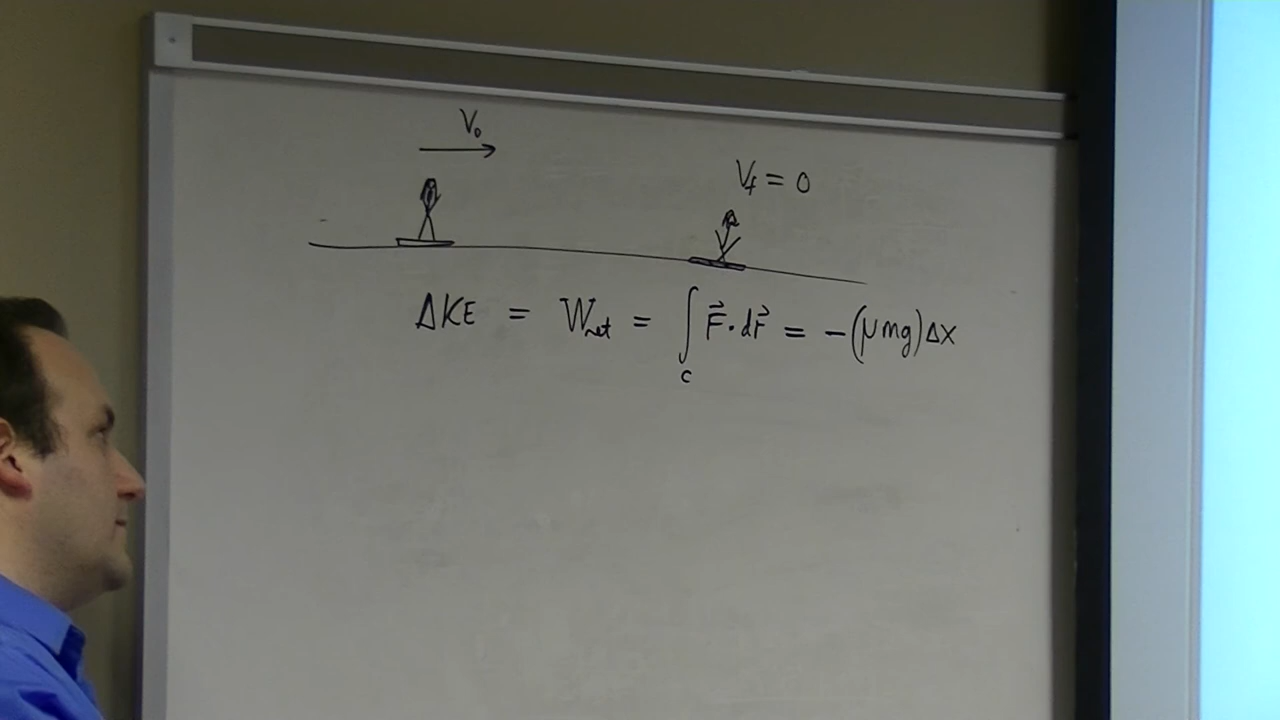 V₀
V_f = 0
ΔKE = W_net = ∫_c F⃗·dr⃗ = -(μmg)Δx